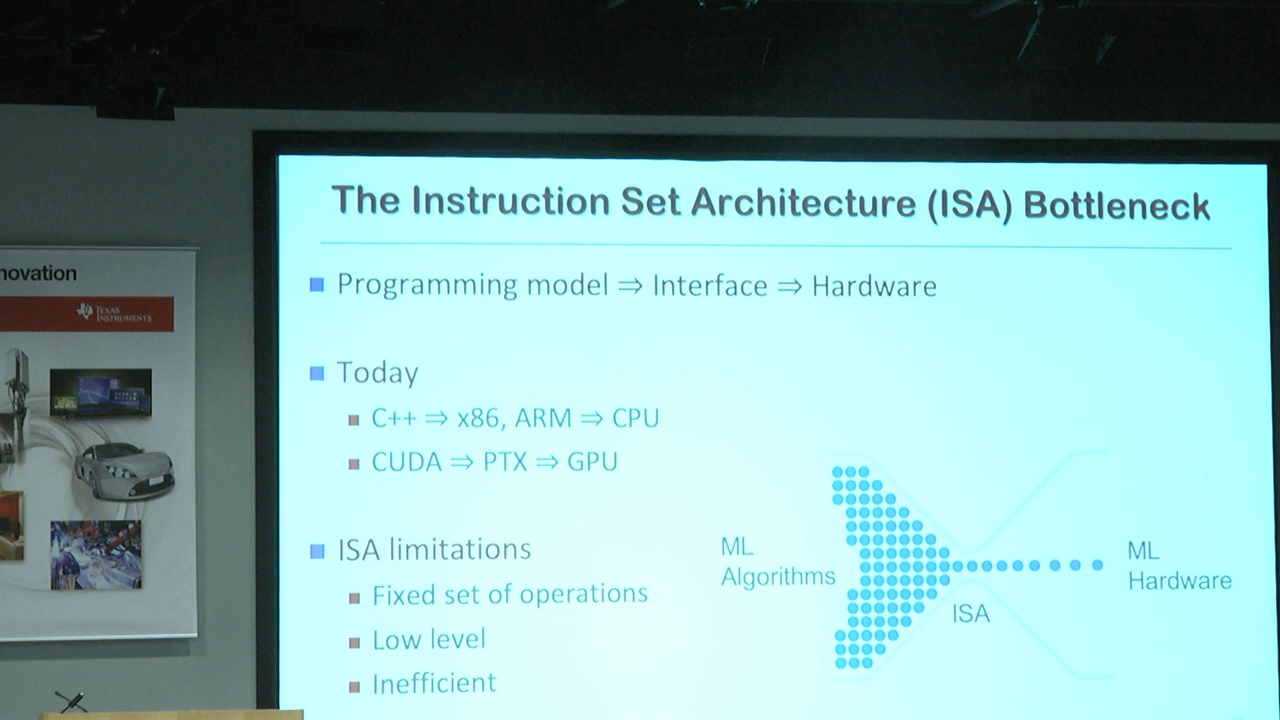 The Instruction Set Architecture (ISA) Bottleneck
Programming model ⇒ Interface ⇒ Hardware
Today
C++ ⇒ x86, ARM ⇒ CPU
CUDA ⇒ PTX ⇒ GPU
ISA limitations
Fixed set of operations
Low level
Inefficient
ML
Algorithms
ISA
ML
Hardware
novation
TEXAS
INSTRUMENTS